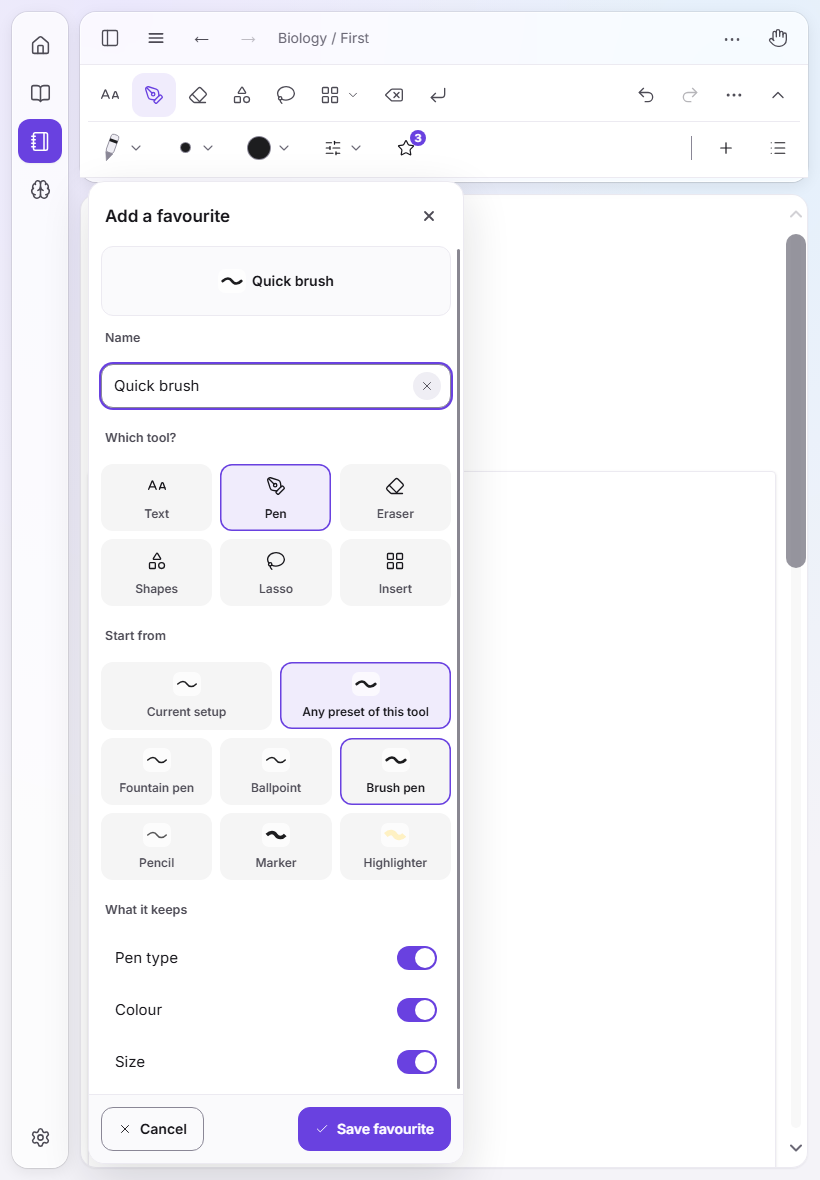 Biology / First
AA
3
Add a favourite
Quick brush
Name
Quick brush
Which tool?
AA
Text
Pen
Eraser
Shapes
Lasso
Insert
Start from
Current setup
Any preset of this tool
Fountain pen
Ballpoint
Brush pen
Pencil
Marker
Highlighter
What it keeps
Pen type
Colour
Size
Cancel
Save favourite